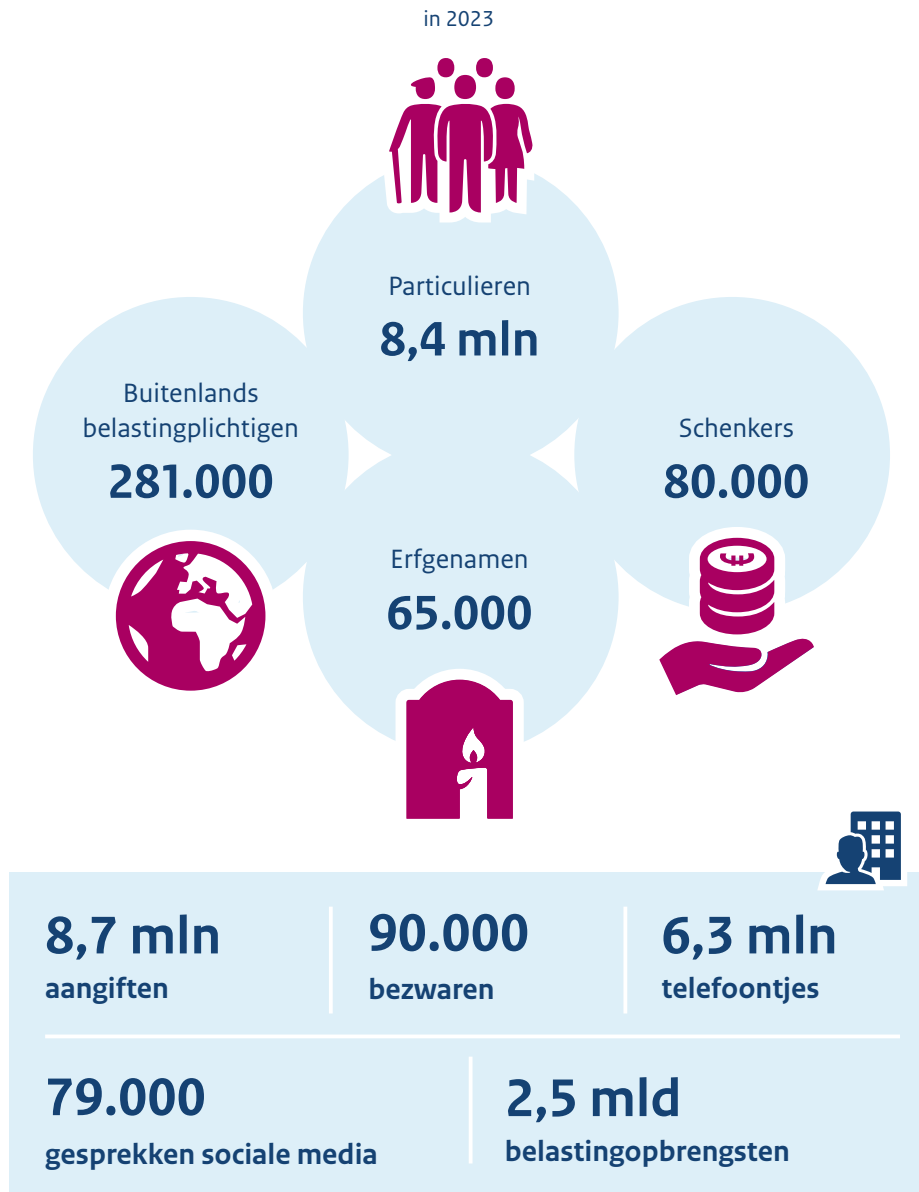 in 2023
Particulieren
8,4 mln
Buitenlands
belastingplichtigen
281.000
Schenkers
80.000
Erfgenamen
65.000
8,7 mln
aangiften
90.000
bezwaren
6,3 mln
telefoontjes
79.000
gesprekken sociale media
2,5 mld
belastingopbrengsten